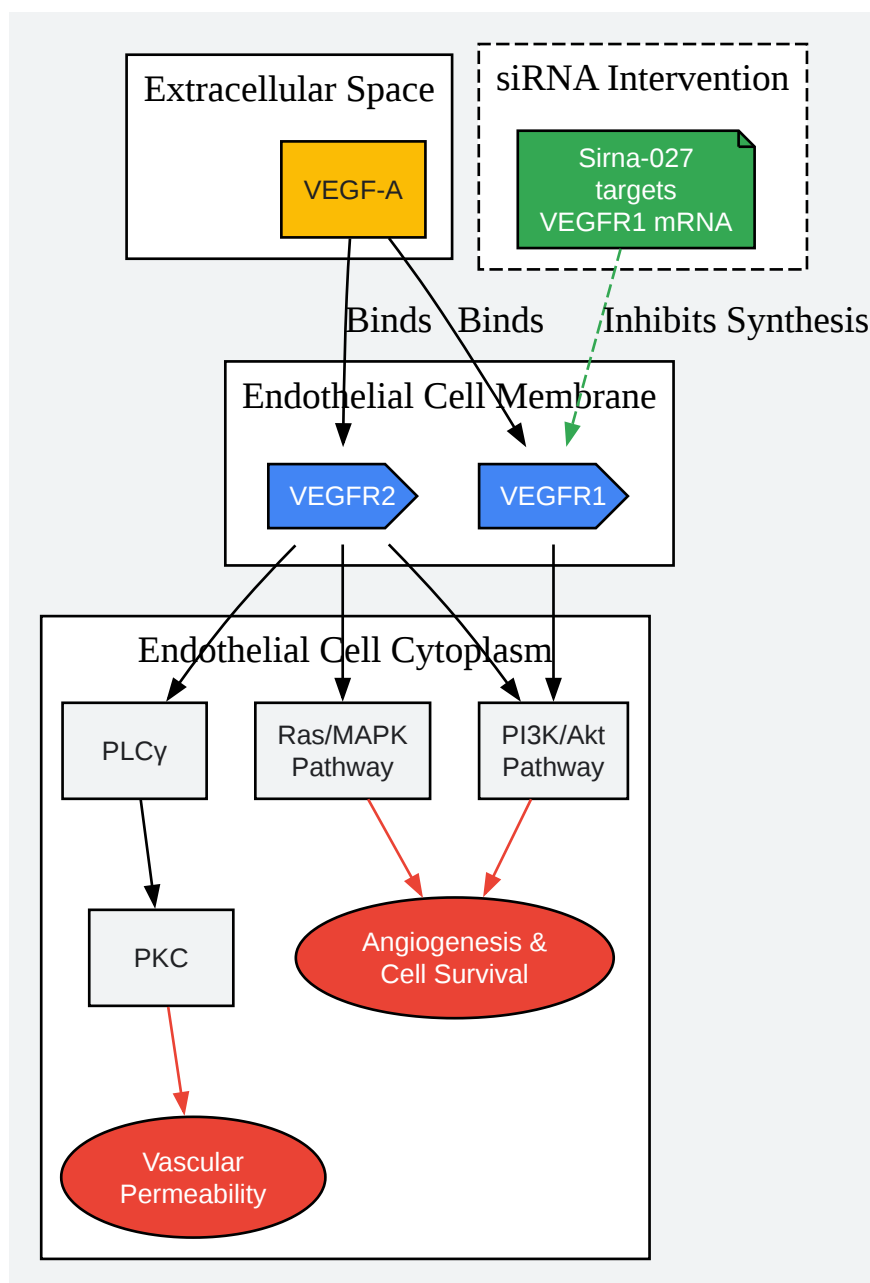 Extracellular Space
VEGF-A
siRNA Intervention
Sirna-027
targets
VEGFR1 mRNA
Binds
Binds
Inhibits Synthesis
Endothelial Cell Membrane
VEGFR2
VEGFR1
Endothelial Cell Cytoplasm
PLCγ
Ras/MAPK
Pathway
PI3K/Akt
Pathway
PKC
Angiogenesis &
Cell Survival
Vascular
Permeability